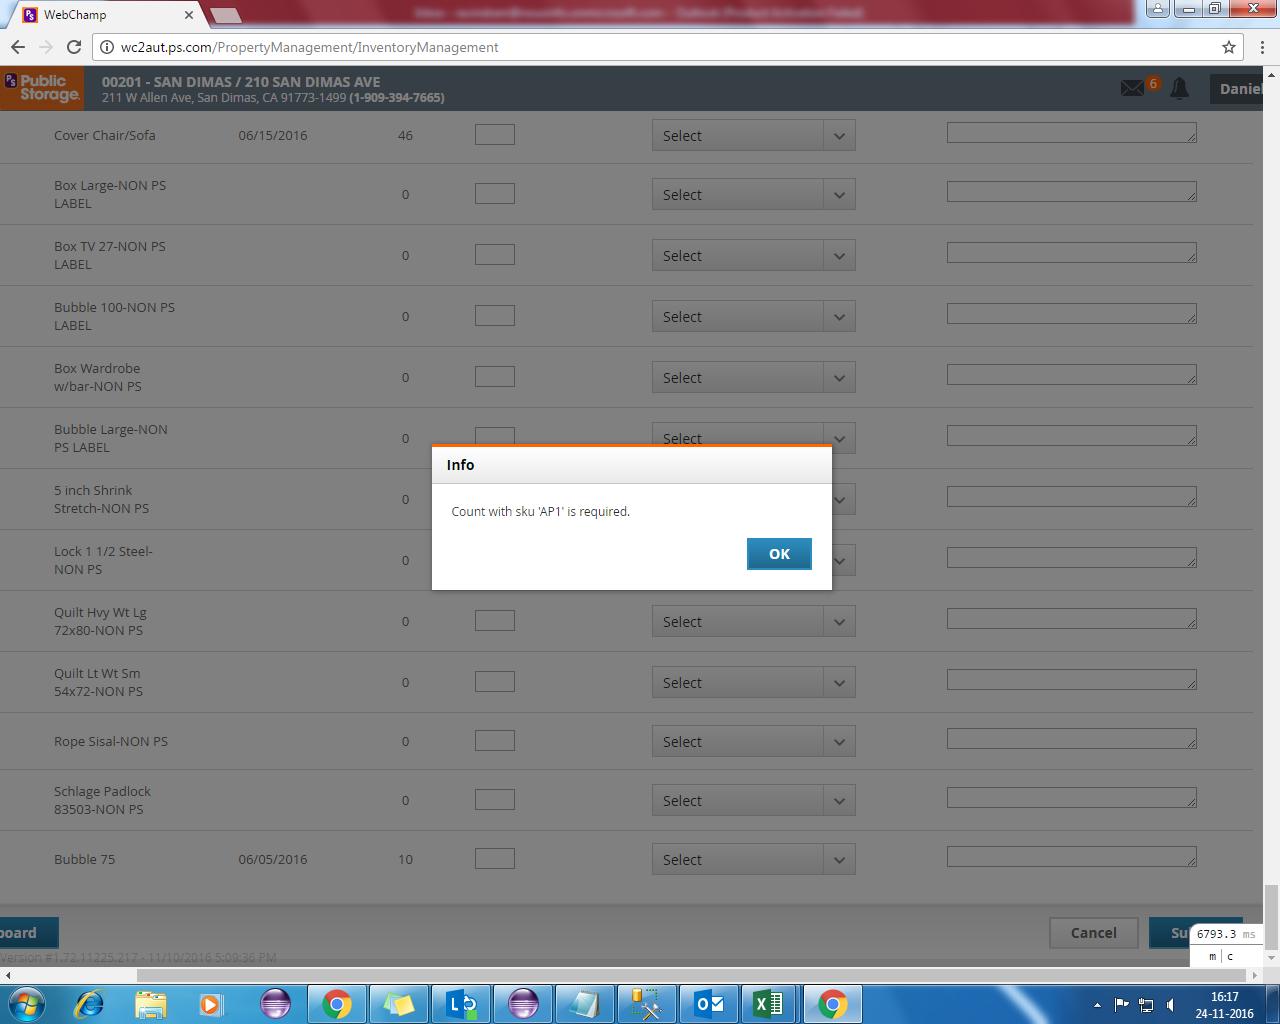 WebChamp
wc2aut.ps.com/PropertyManagement/InventoryManagement
PS Public Storage.
00201 - SAN DIMAS / 210 SAN DIMAS AVE
211 W Allen Ave, San Dimas, CA 91773-1499 (1-909-394-7665)
6
Daniel
Cover Chair/Sofa 06/15/2016 46 Select
Box Large-NON PS
LABEL 0 Select
Box TV 27-NON PS
LABEL 0 Select
Bubble 100-NON PS
LABEL 0 Select
Box Wardrobe
w/bar-NON PS 0 Select
Bubble Large-NON
PS LABEL 0 Select
5 inch Shrink
Stretch-NON PS 0
Lock 1 1/2 Steel-
NON PS 0
Info
Count with sku 'AP1' is required.
OK
Quilt Hvy Wt Lg
72x80-NON PS 0 Select
Quilt Lt Wt Sm
54x72-NON PS 0 Select
Rope Sisal-NON PS 0 Select
Schlage Padlock
83503-NON PS 0 Select
Bubble 75 06/05/2016 10 Select
board
Cancel
Su
6793.3 ms
m | c
Version #1.72.11225.217 - 11/10/2016 5:09:36 PM
16:17
24-11-2016